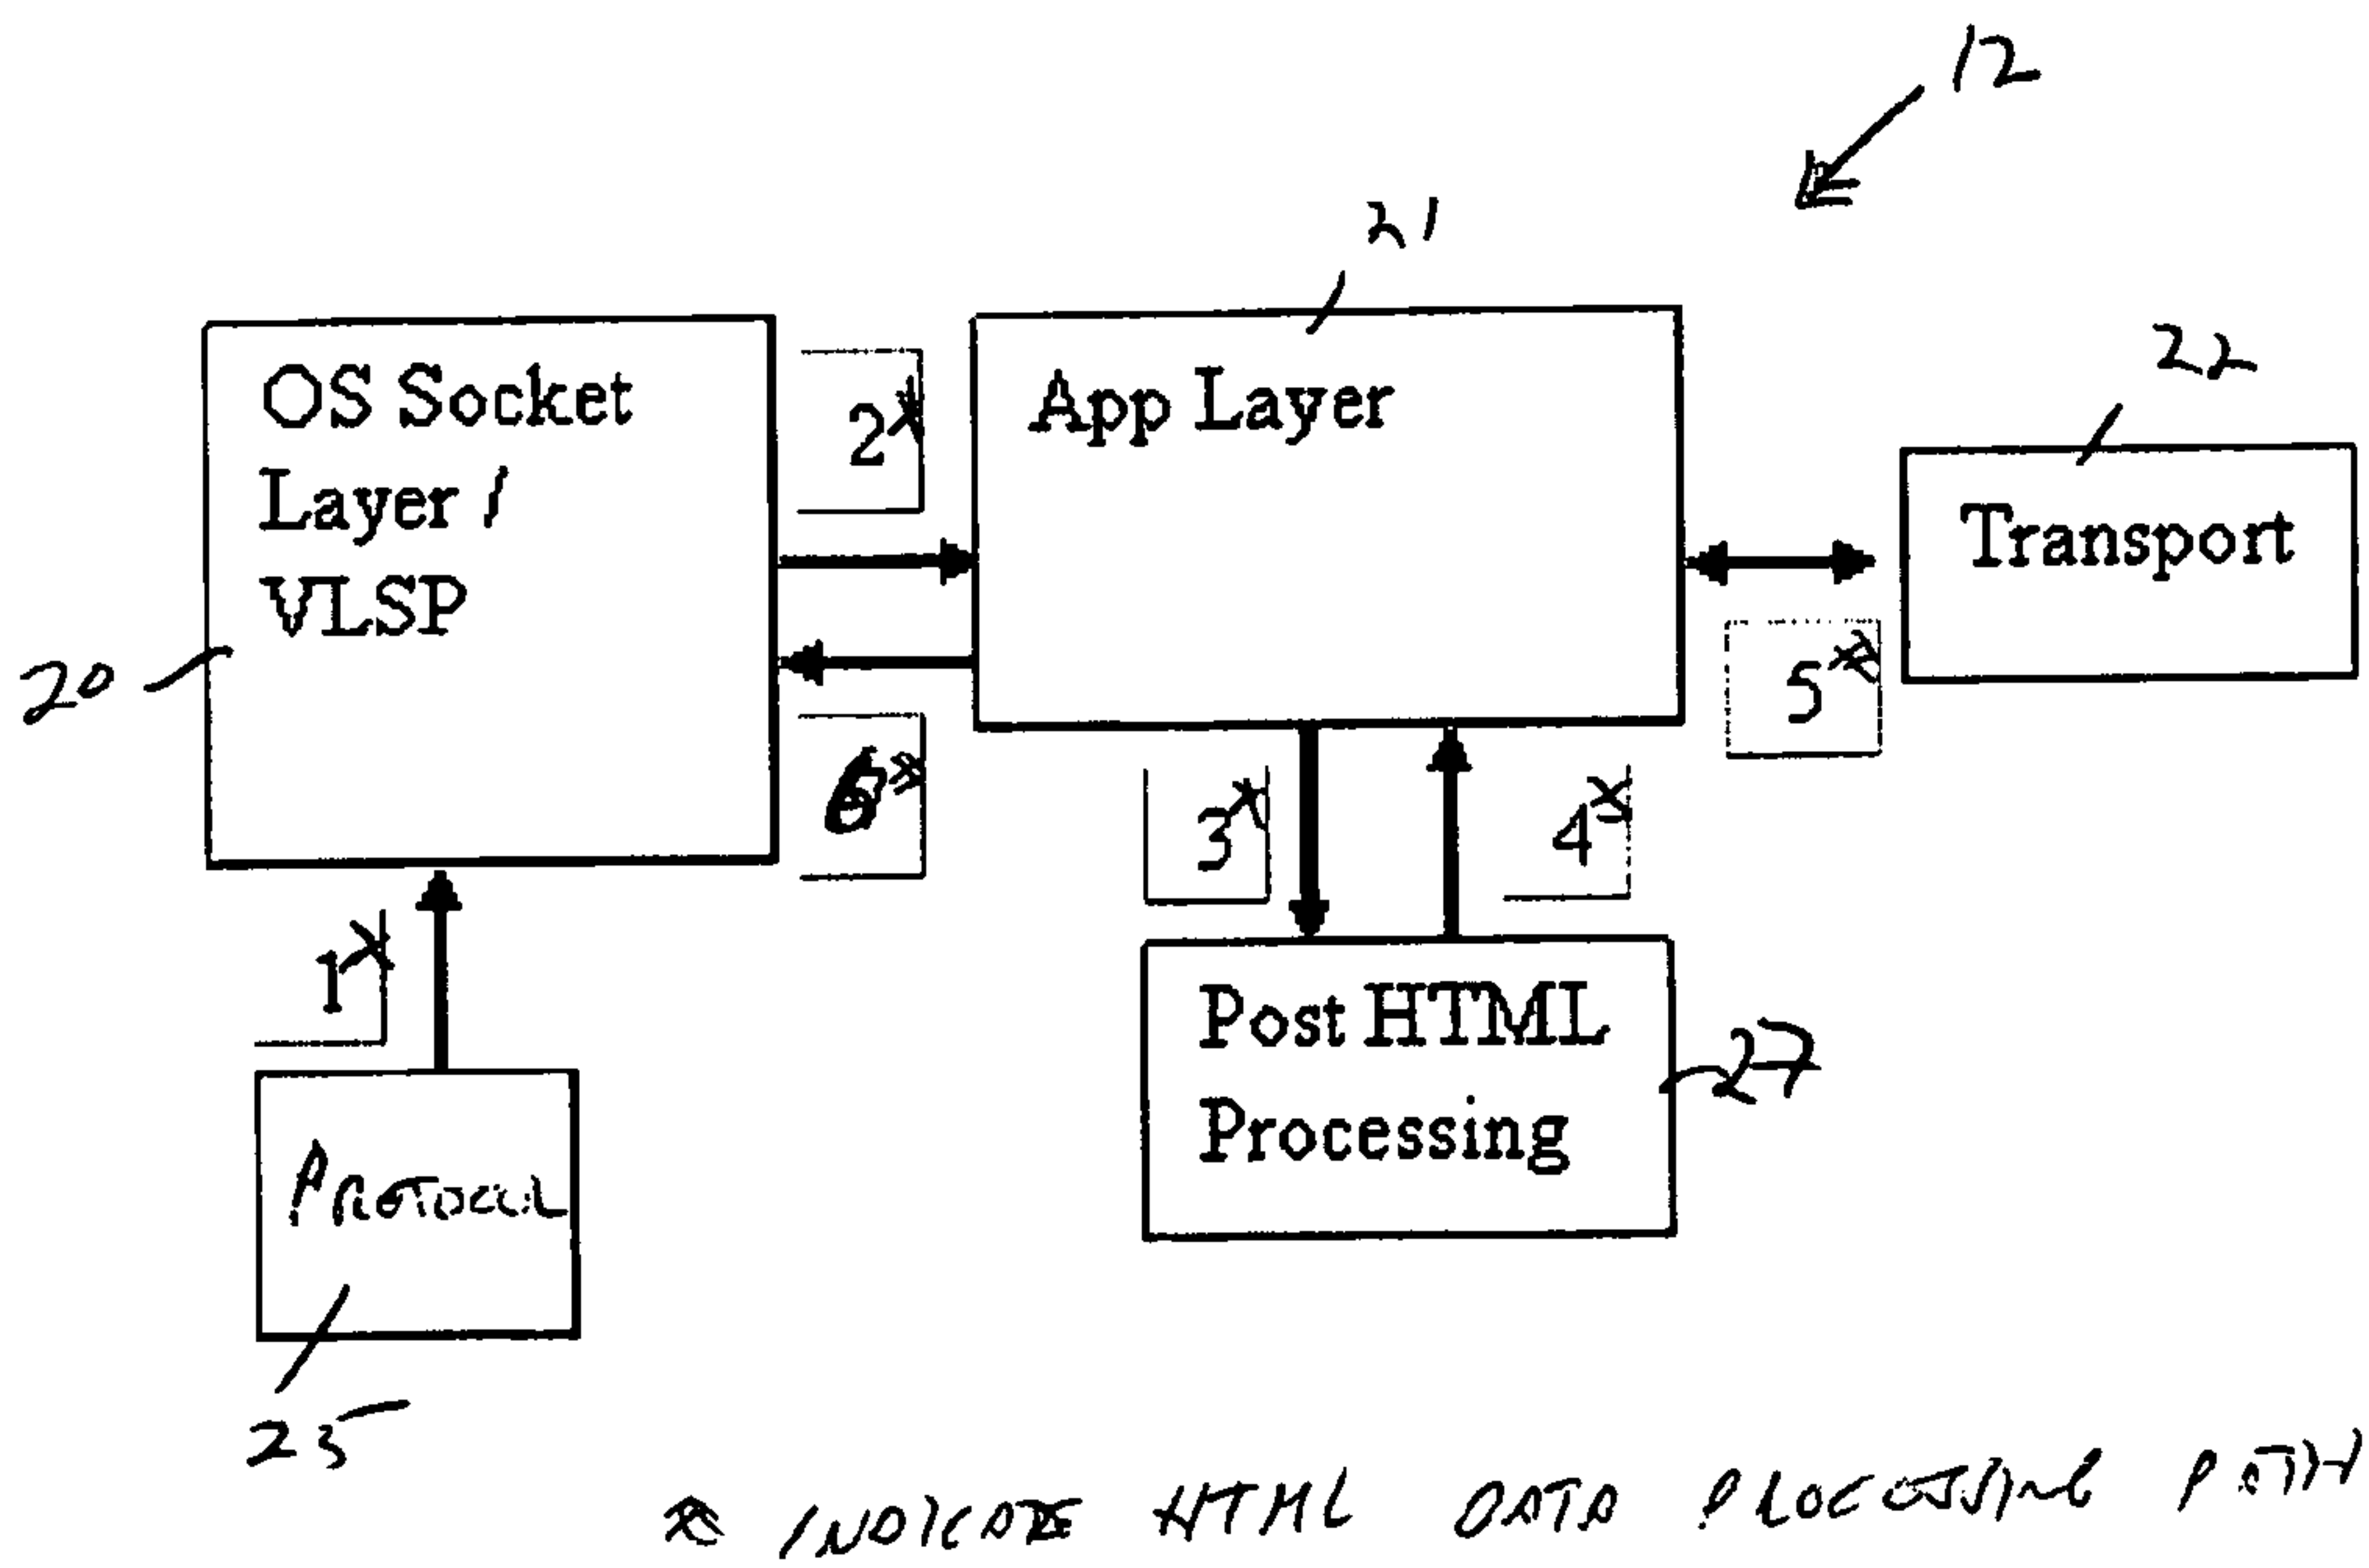 12
21
22
OS Socket
Layer /
VLSP
2*
App Layer
Transport
20
5*
6*
3*
4*
1*
Post HTML
Processing
27
PROTOCOL
25
* INDICATE HTML DATA PROCESSING PATH